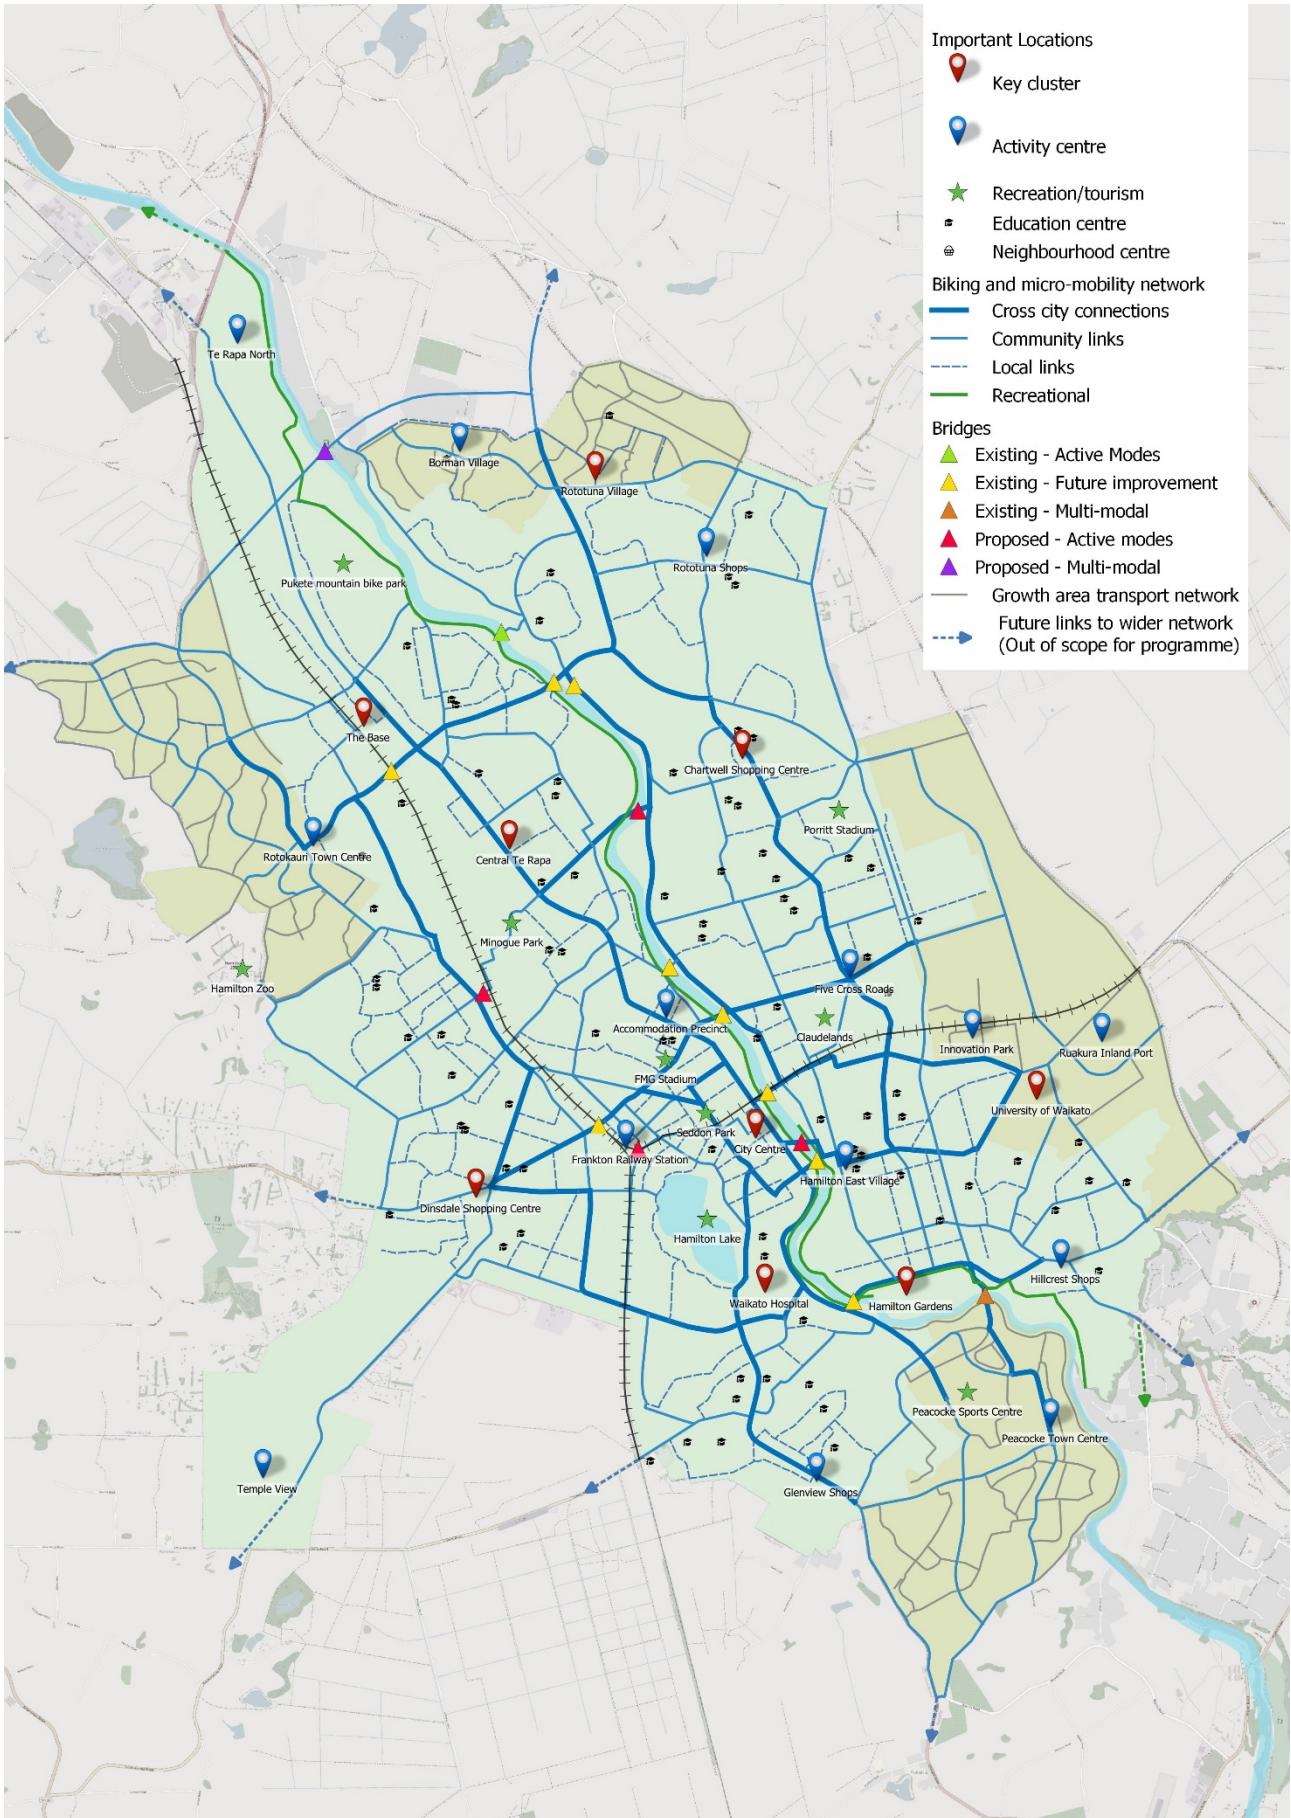 Important Locations
Key cluster
Activity centre
Recreation/tourism
Education centre
Neighbourhood centre
Biking and micro-mobility network
Cross city connections
Community links
Local links
Recreational
Bridges
Existing - Active Modes
Existing - Future improvement
Existing - Multi-modal
Proposed - Active modes
Proposed - Multi-modal
Growth area transport network
Future links to wider network
(Out of scope for programme)
Te Rapa North
Borman Village
Rototuna Village
Rototuna Shops
Pukete mountain bike park
The Base
Chartwell Shopping Centre
Porritt Stadium
Rotokauri Town Centre
Central Te Rapa
Minogue Park
Hamilton Zoo
Five Cross Roads
Accommodation Precinct
Claudelands
Innovation Park
Ruakura Inland Port
FMG Stadium
University of Waikato
Seddon Park
City Centre
Frankton Railway Station
Hamilton East Village
Dinsdale Shopping Centre
Hamilton Lake
Hillcrest Shops
Waikato Hospital
Hamilton Gardens
Peacocke Sports Centre
Peacocke Town Centre
Temple View
Glenview Shops